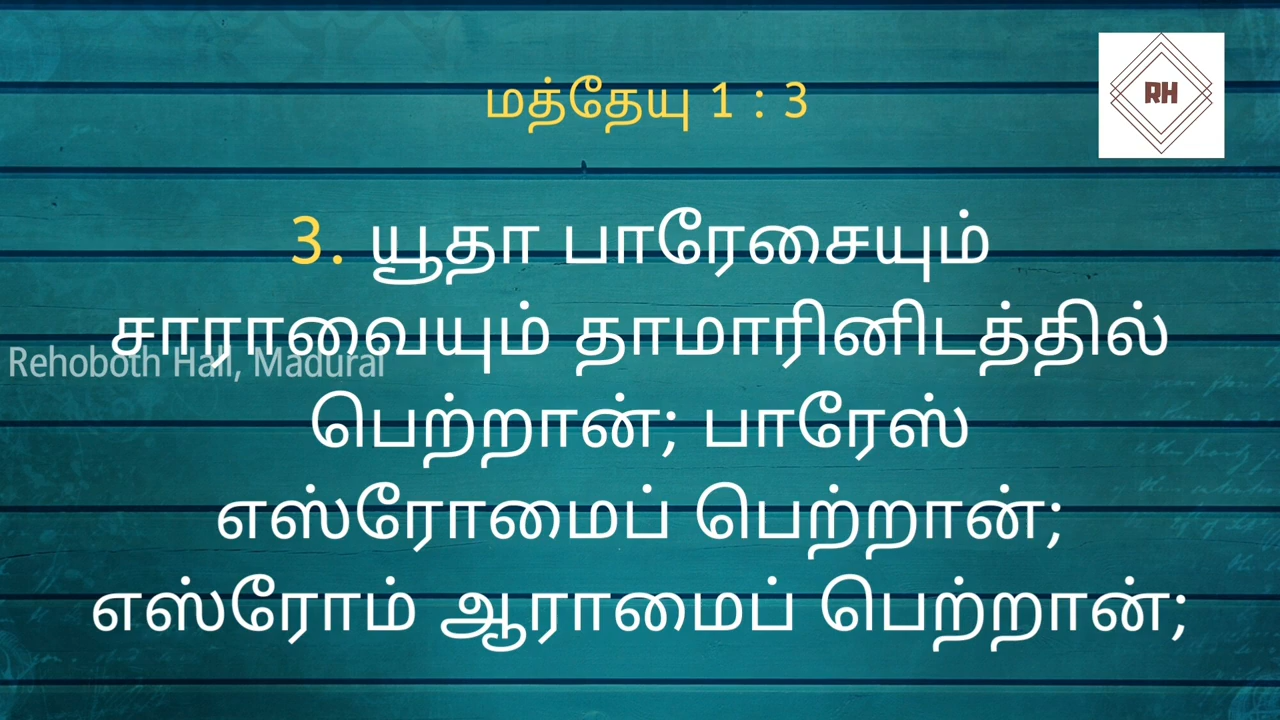 மத்தேயு 1 : 3
RH
3. யூதா பாரேசையும்
சாராவையும் தாமாரினிடத்தில்
Rehoboth Hall, Madurai
பெற்றான்; பாரேஸ்
எஸ்ரோமைப் பெற்றான்;
எஸ்ரோம் ஆராமைப் பெற்றான்;